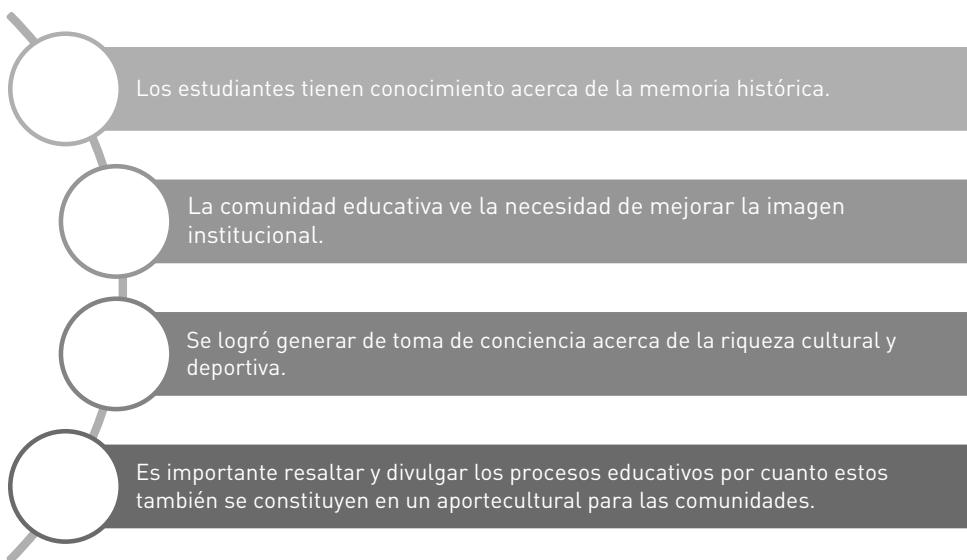 Los estudiantes tienen conocimiento acerca de la memoria histórica.
La comunidad educativa ve la necesidad de mejorar la imagen
institucional.
Se logró generar de toma de conciencia acerca de la riqueza cultural y
deportiva.
Es importante resaltar y divulgar los procesos educativos por cuanto estos
también se constituyen en un aportecultural para las comunidades.